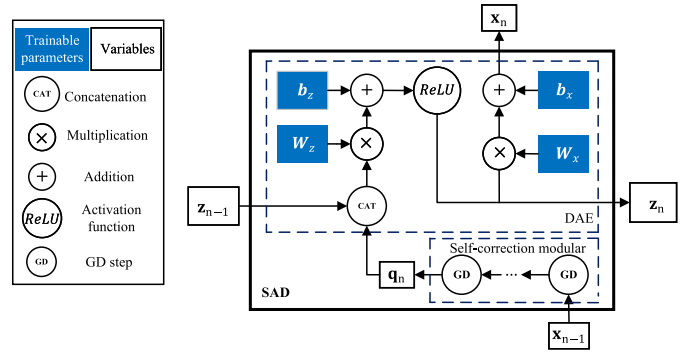 Trainable
parameters
Variables
CAT
Concatenation
×
Multiplication
+
Addition
ReLU
Activation
function
GD
GD step
x_n
b_z
+
ReLU
+
b_x
W_z
×
×
W_x
z_{n−1}
CAT
z_n
DAE
Self-correction modular
q_n
GD
...
GD
SAD
x_{n−1}